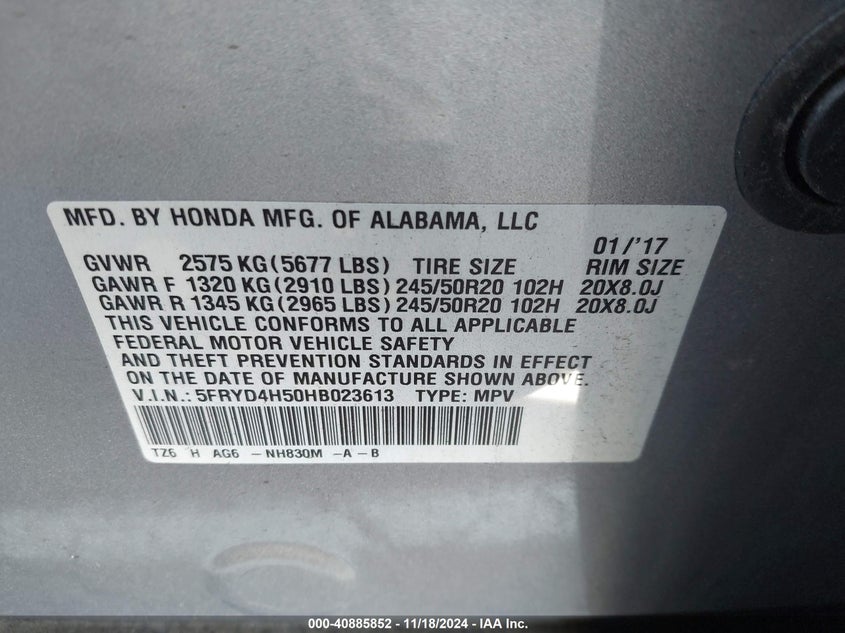 MFD. BY HONDA MFG. OF ALABAMA, LLC
01/'17
GVWR 2575 KG (5677 LBS) TIRE SIZE RIM SIZE
GAWR F 1320 KG (2910 LBS) 245/50R20 102H 20X8.0J
GAWR R 1345 KG (2965 LBS) 245/50R20 102H 20X8.0J
THIS VEHICLE CONFORMS TO ALL APPLICABLE
FEDERAL MOTOR VEHICLE SAFETY
AND THEFT PREVENTION STANDARDS IN EFFECT
ON THE DATE OF MANUFACTURE SHOWN ABOVE.
V.I.N.: 5FRYD4H50HB023613 TYPE: MPV
TZ6 H AG6 -NH830M -A-B
000-40885852 - 11/18/2024 - IAA Inc.